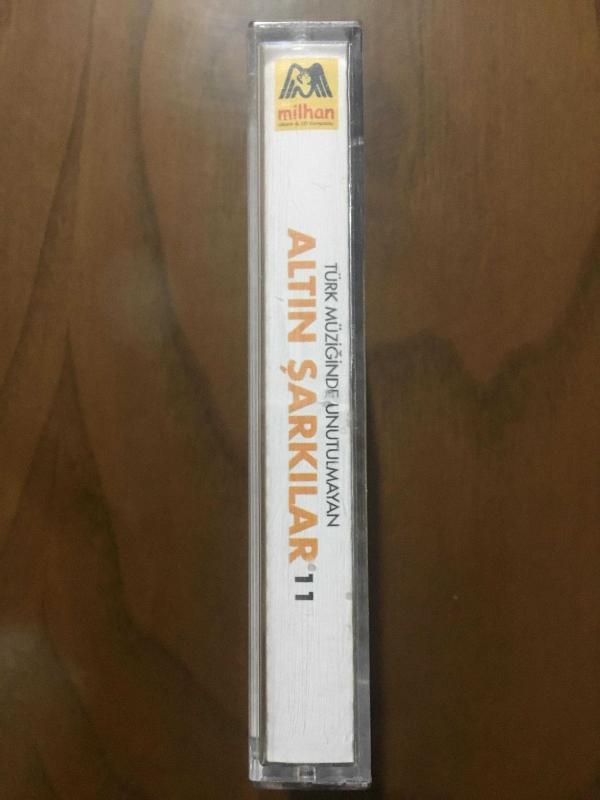 milhan
TÜRK MÜZİĞİNDE UNUTULMAYAN
ALTIN ŞARKILAR 11